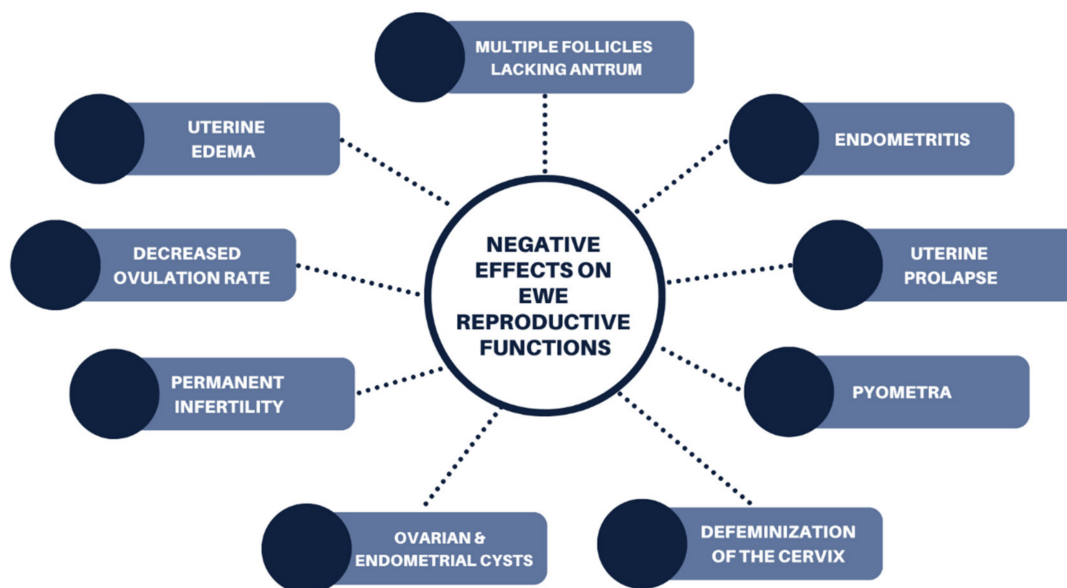 MULTIPLE FOLLICLES
LACKING ANTRUM
UTERINE
EDEMA
ENDOMETRITIS
DECREASED
OVULATION RATE
NEGATIVE
EFFECTS ON
EWE
REPRODUCTIVE
FUNCTIONS
UTERINE
PROLAPSE
PERMANENT
INFERTILITY
PYOMETRA
OVARIAN &
ENDOMETRIAL CYSTS
DEFEMINIZATION
OF THE CERVIX